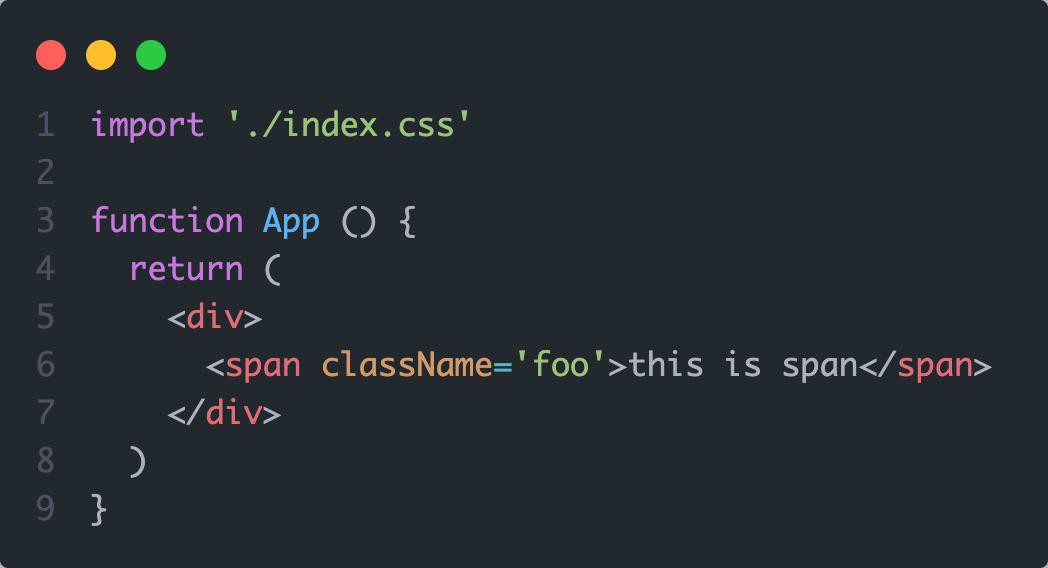 1 import './index.css'
2
3 function App () {
4   return (
5     <div>
6       <span className='foo'>this is span</span>
7     </div>
8   )
9 }